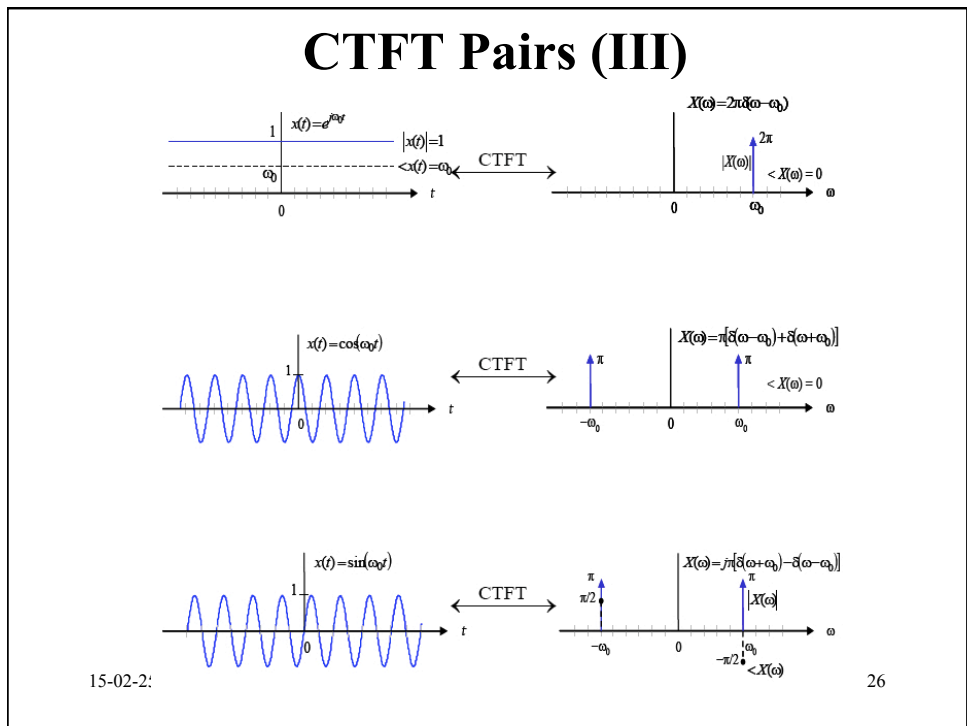 CTFT Pairs (III)
x(t)=e^{jω₀t}
1
|x(t)|=1
<x(t)=ω₀
ω₀
t
0
CTFT
X(ω)=2πδ(ω−ω₀)
2π
|X(ω)|
<X(ω)=0
ω
0
ω₀
x(t)=cos(ω₀t)
1
t
0
CTFT
X(ω)=π[δ(ω−ω₀)+δ(ω+ω₀)]
π
π
<X(ω)=0
ω
−ω₀
0
ω₀
x(t)=sin(ω₀t)
1
t
0
CTFT
X(ω)=jπ[δ(ω+ω₀)−δ(ω−ω₀)]
π
π
π/2
|X(ω)|
ω
−ω₀
0
ω₀
−π/2
<X(ω)
26